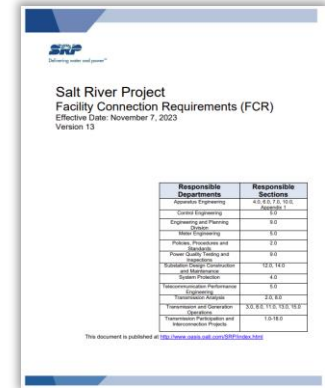 SRP
Delivering water and power™
Salt River Project
Facility Connection Requirements (FCR)
Effective Date: November 7, 2023
Version 13
Responsible Departments
Responsible Sections
Apparatus Engineering
4.0, 6.0, 7.0, 10.0, Appendix 1
Control Engineering
5.0
Engineering and Planning Division
9.0
Meter Engineering
5.0
Policies, Procedures and Standards
2.0
Power Quality Testing and Inspections
9.0
Substation Design Construction and Maintenance
12.0, 14.0
System Protection
4.0
Telecommunication Performance Engineering
5.0
Transmission Analysis
Transmission and Generation Operations
3.0, 6.0, 11.0, 13.0, 15.0
Transmission Participation and Interconnection Projects
1.0-16.0
This document is published at http://www.oasis.oati.com/SRP/index.html